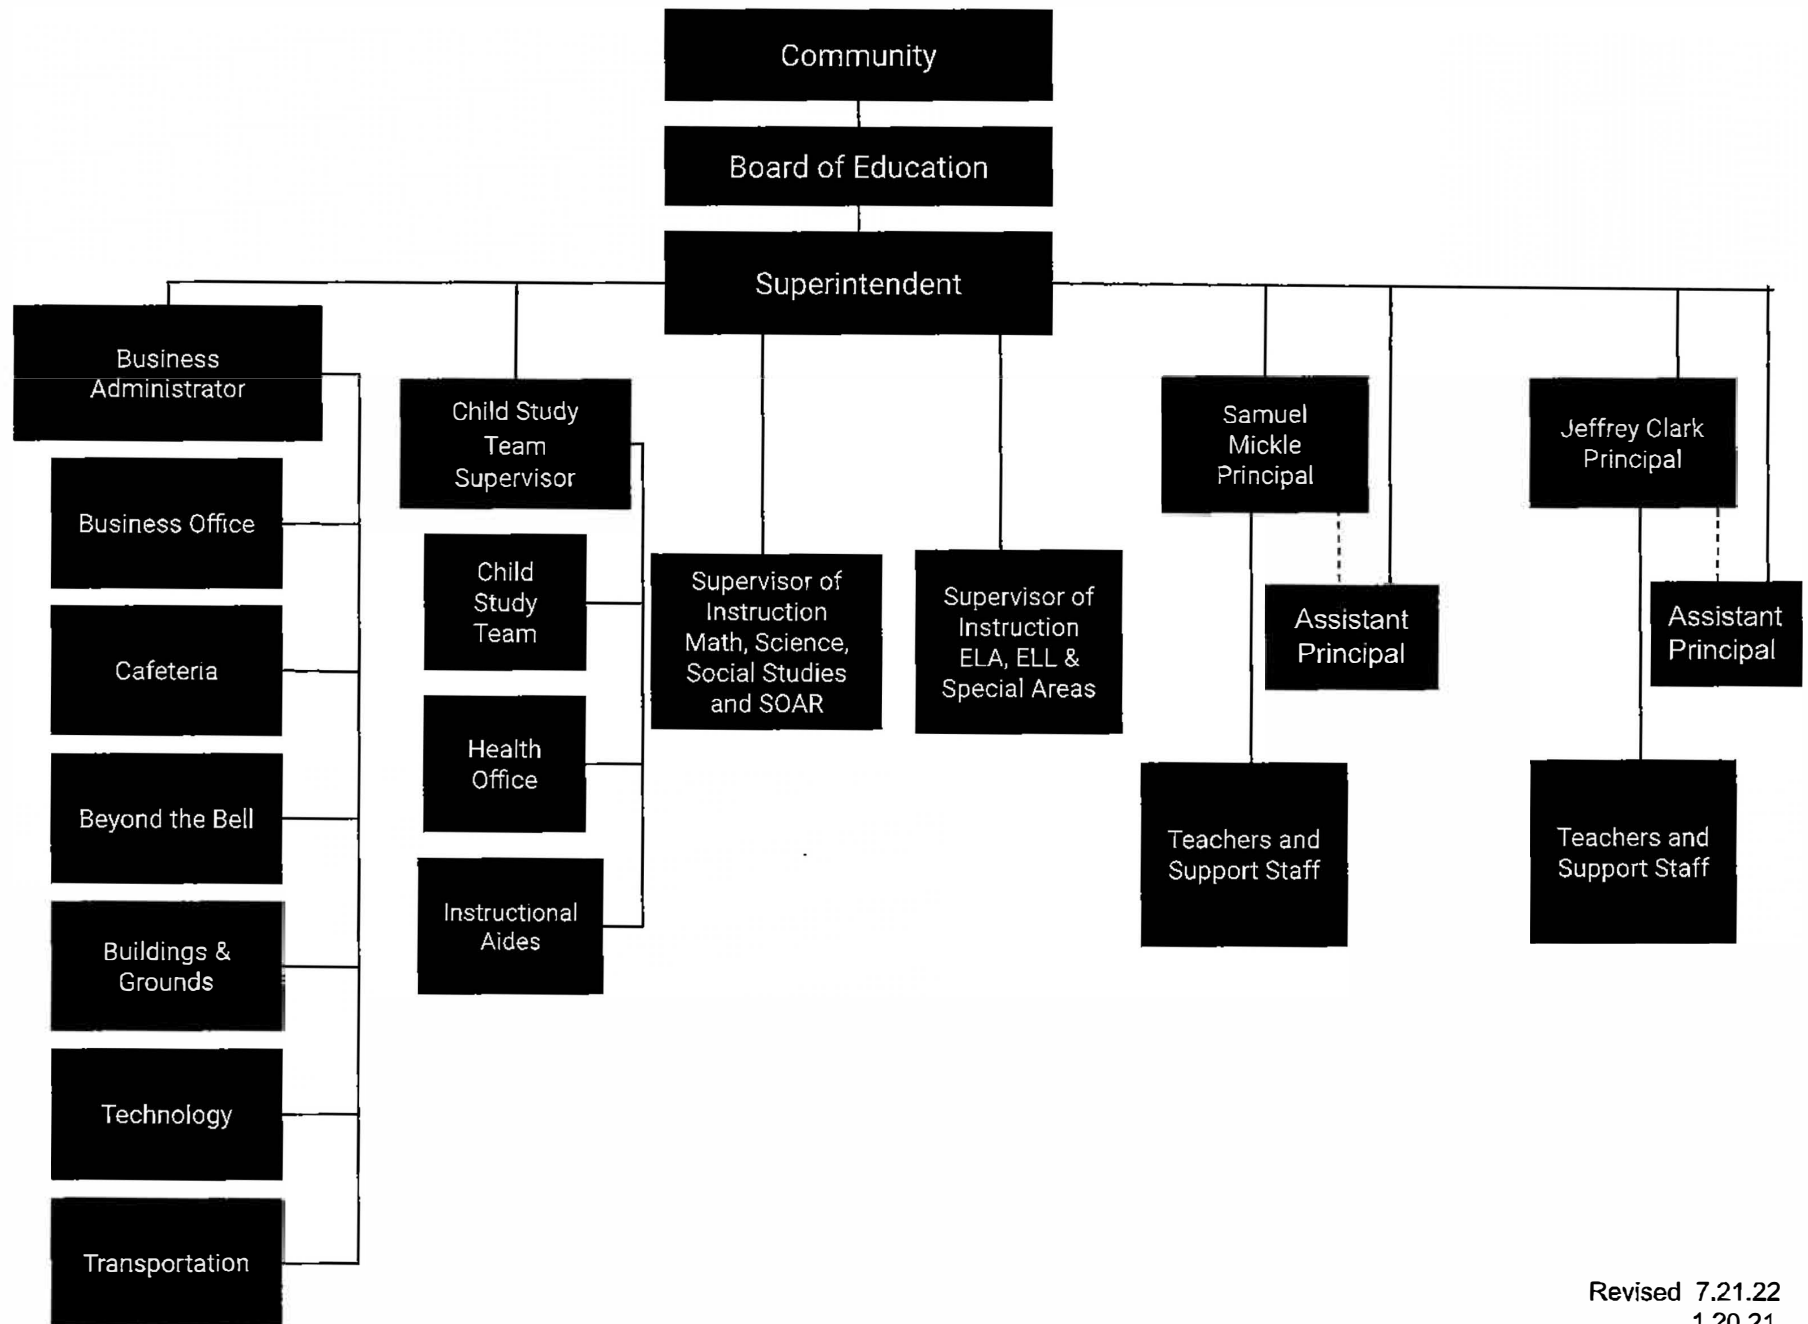 Community
Board of Education
Superintendent
Business
Administrator
Business Office
Cafeteria
Beyond the Bell
Buildings &
Grounds
Technology
Transportation
Child Study
Team
Supervisor
Child
Study
Team
Health
Office
Instructional
Aides
Supervisor of
Instruction
Math, Science,
Social Studies
and SOAR
Supervisor of
Instruction
ELA, ELL &
Special Areas
Samuel
Mickle
Principal
Assistant
Principal
Teachers and
Support Staff
Jeffrey Clark
Principal
Assistant
Principal
Teachers and
Support Staff
Revised 7.21.22
1.20.21